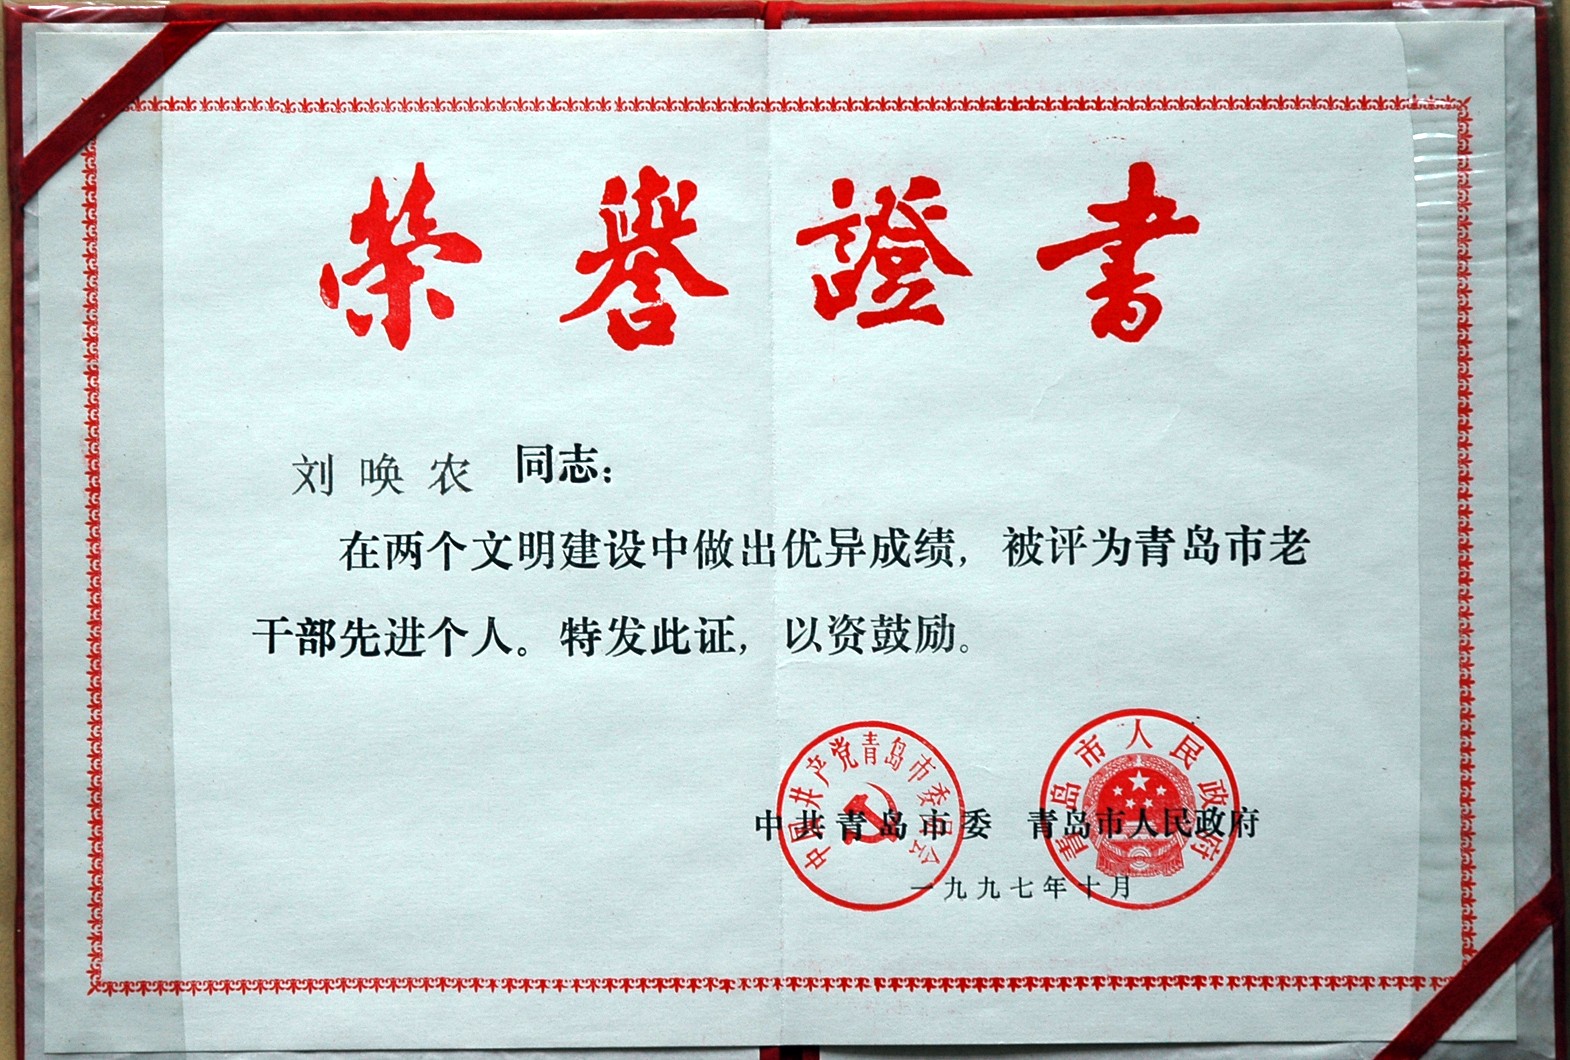 荣譽證書
刘唤农 同志：
在两个文明建设中做出优异成绩，被评为青岛市老
干部先进个人。特发此证，以资鼓励。
中国共产党青岛市委员会
青岛市人民政府
中共青岛市委 青岛市人民政府
一九九七年十月